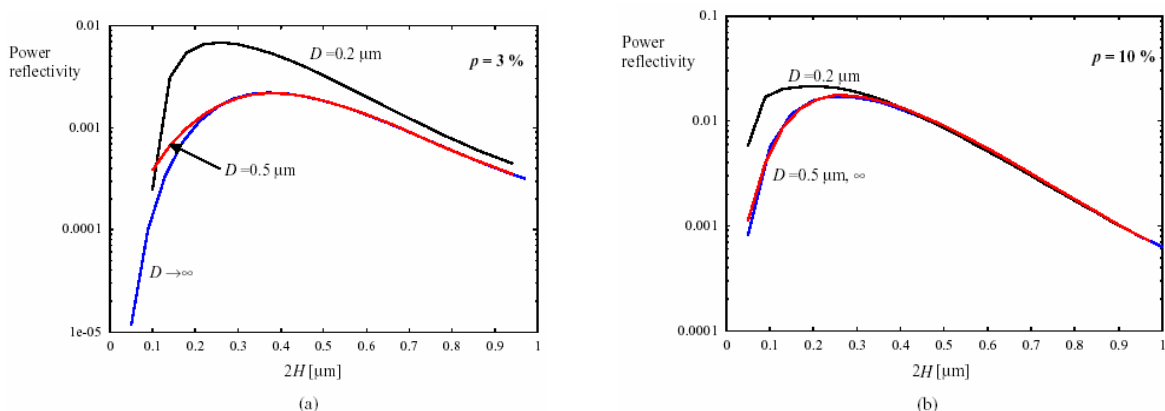 0.01
Power
reflectivity
D =0.2 µm
p = 3 %
0.001
D =0.5 µm
0.0001
D →∞
1e-05
0 0.1 0.2 0.3 0.4 0.5 0.6 0.7 0.8 0.9 1
2H [µm]
(a)
0.1
Power
reflectivity
p = 10 %
D =0.2 µm
0.01
D =0.5 µm, ∞
0.001
0.0001
0 0.1 0.2 0.3 0.4 0.5 0.6 0.7 0.8 0.9 1
2H [µm]
(b)